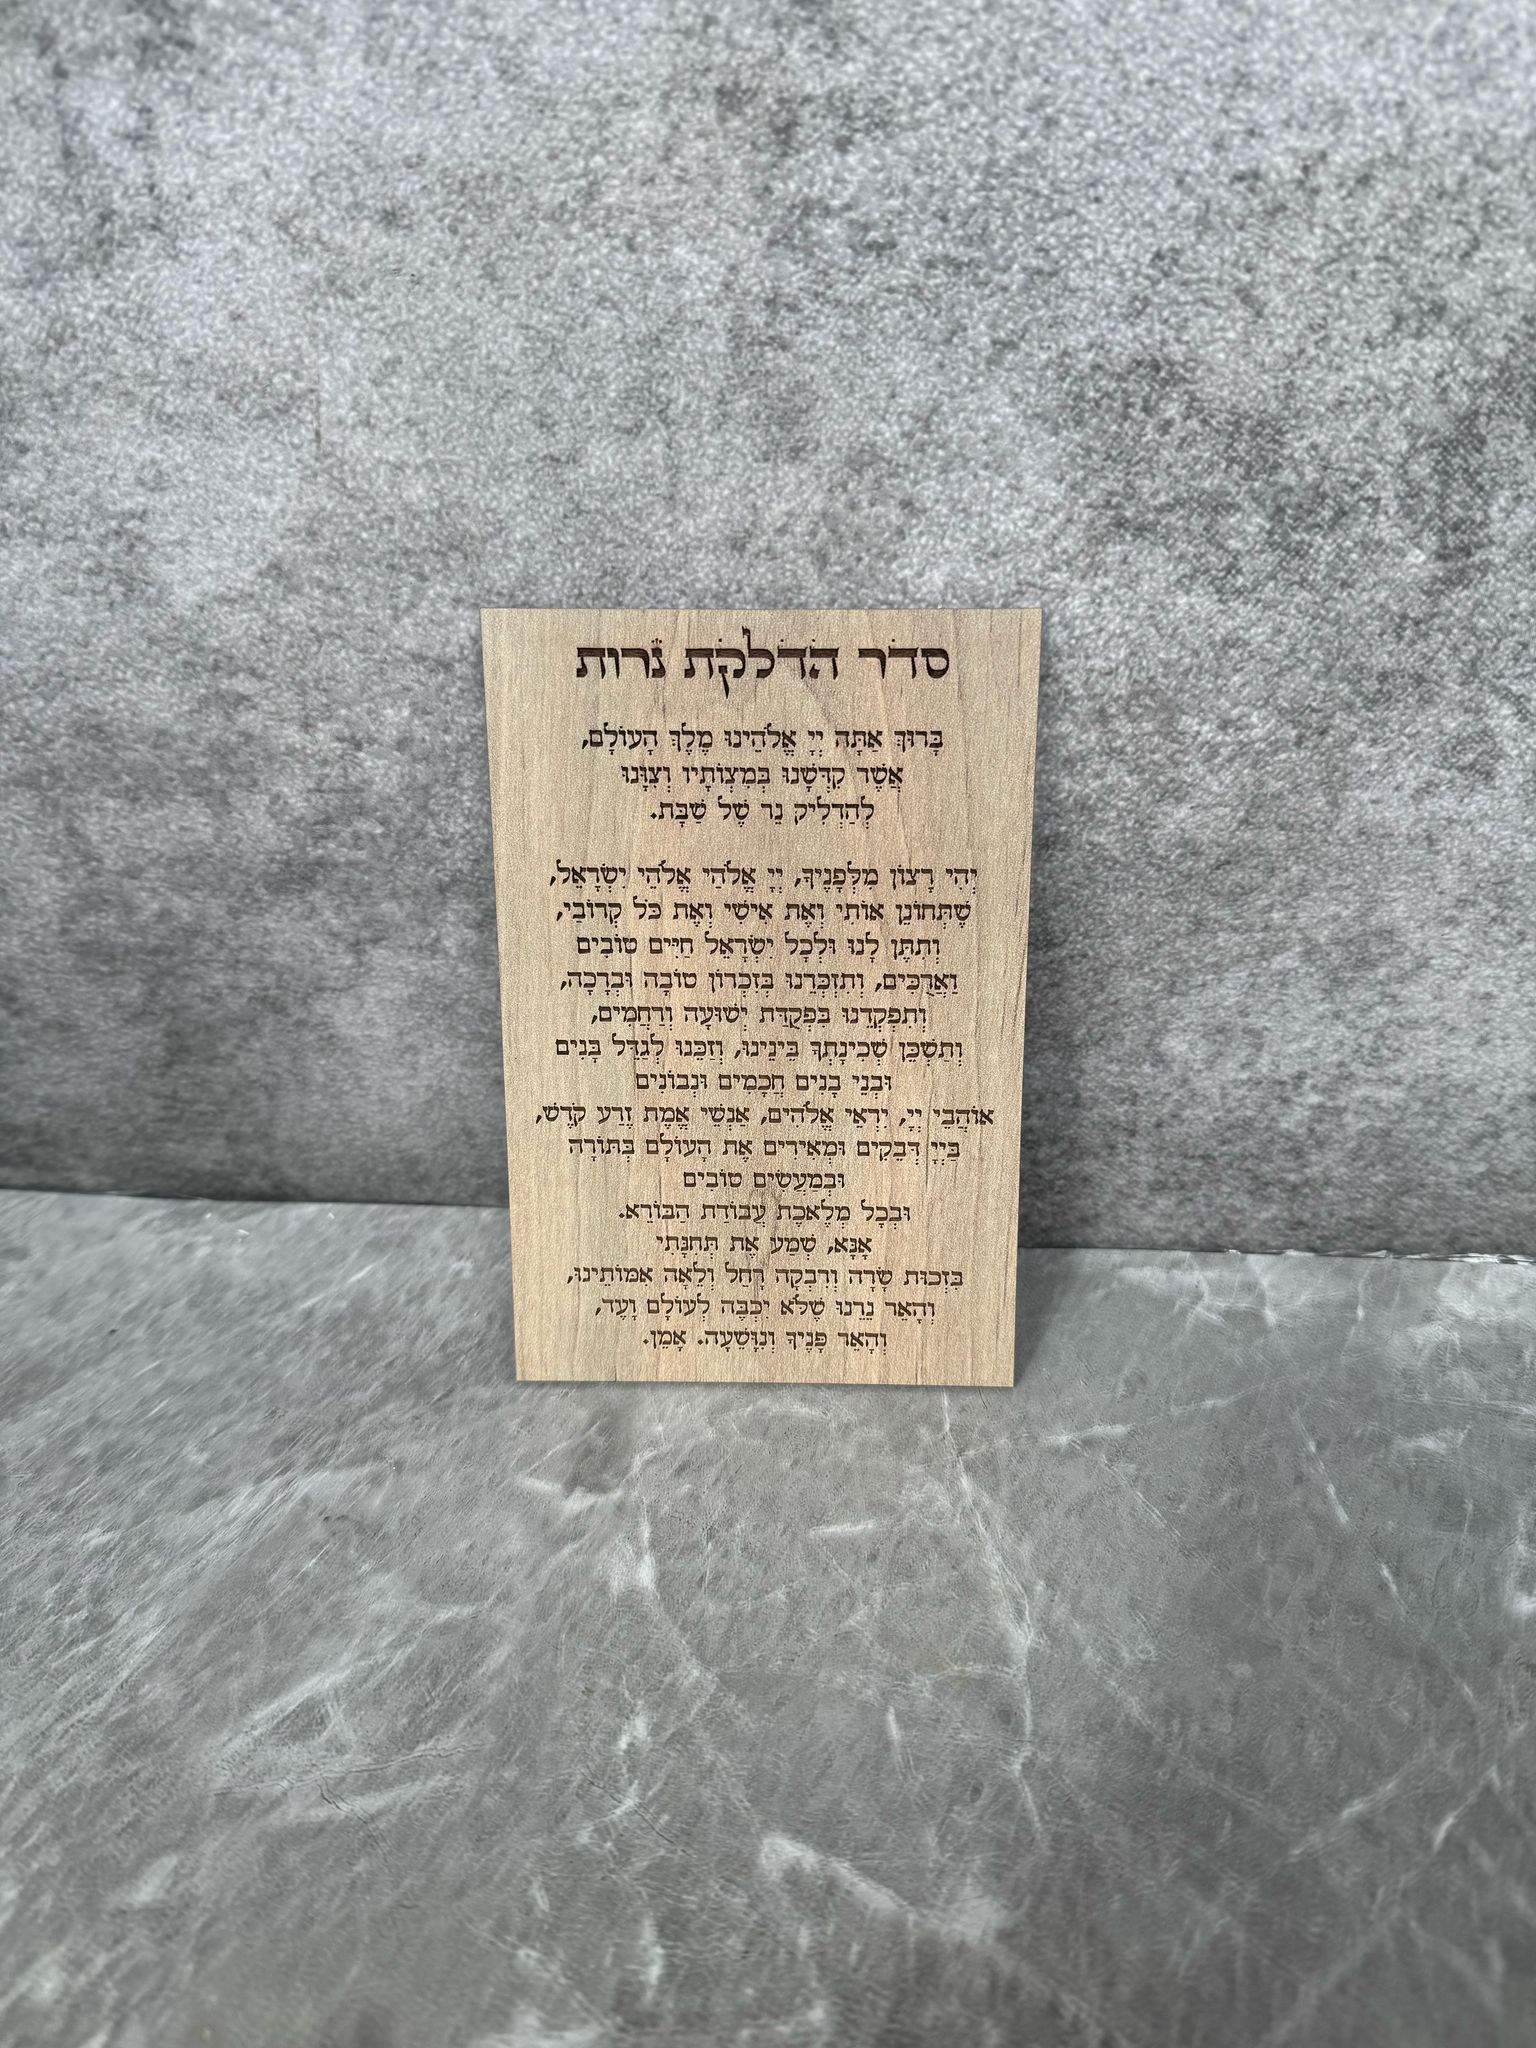 סדר הדלקת נרות
בָּרוּךְ אַתָּה יְיָ אֱלֹהֵינוּ מֶלֶךְ הָעוֹלָם,
אֲשֶׁר קִדְּשָׁנוּ בְּמִצְוֹתָיו וְצִוָּנוּ
לְהַדְלִיק נֵר שֶׁל שַׁבָּת.
יְהִי רָצוֹן מִלְּפָנֶיךָ, יְיָ אֱלֹהַי אֱלֹהֵי יִשְׂרָאֵל,
שֶׁתְּחוֹנֵן אוֹתִי וְאֶת אִישִׁי וְאֶת כֹּל קְרוֹבַי,
וְתִתֶּן לָנוּ וּלְכָל יִשְׂרָאֵל חַיִּים טוֹבִים
וַאֲרֻכִּים, וְתִזְכְּרֵנוּ בְּזִכְרוֹן טוֹבָה וּבְרָכָה,
וְתִפְקְדֵנוּ בִּפְקֻדַּת יְשׁוּעָה וְרַחֲמִים,
וְתַשְׁכֵּן שְׁכִינָתְךָ בֵּינֵינוּ, וְזַכֵּנוּ לְגַדֵּל בָּנִים
וּבְנֵי בָנִים חֲכָמִים וּנְבוֹנִים
אוֹהֲבֵי יְיָ, יִרְאֵי אֱלֹהִים, אַנְשֵׁי אֱמֶת זֶרַע קֹדֶשׁ,
בַּיְיָ דְּבֵקִים וּמְאִירִים אֶת הָעוֹלָם בְּתוֹרָה
וּבְמַעֲשִׂים טוֹבִים
וּבְכָל מְלֶאכֶת עֲבוֹדַת הַבּוֹרֵא.
אָנָּא, שְׁמַע אֶת תְּחִנָּתִי
בִּזְכוּת שָׂרָה וְרִבְקָה רָחֵל וְלֵאָה אִמּוֹתֵינוּ,
וְהָאֵר נֵרֵנוּ שֶׁלֹּא יִכְבֶּה לְעוֹלָם וָעֶד,
וְהָאֵר פָּנֶיךָ וְנִוָּשֵׁעָה. אָמֵן.